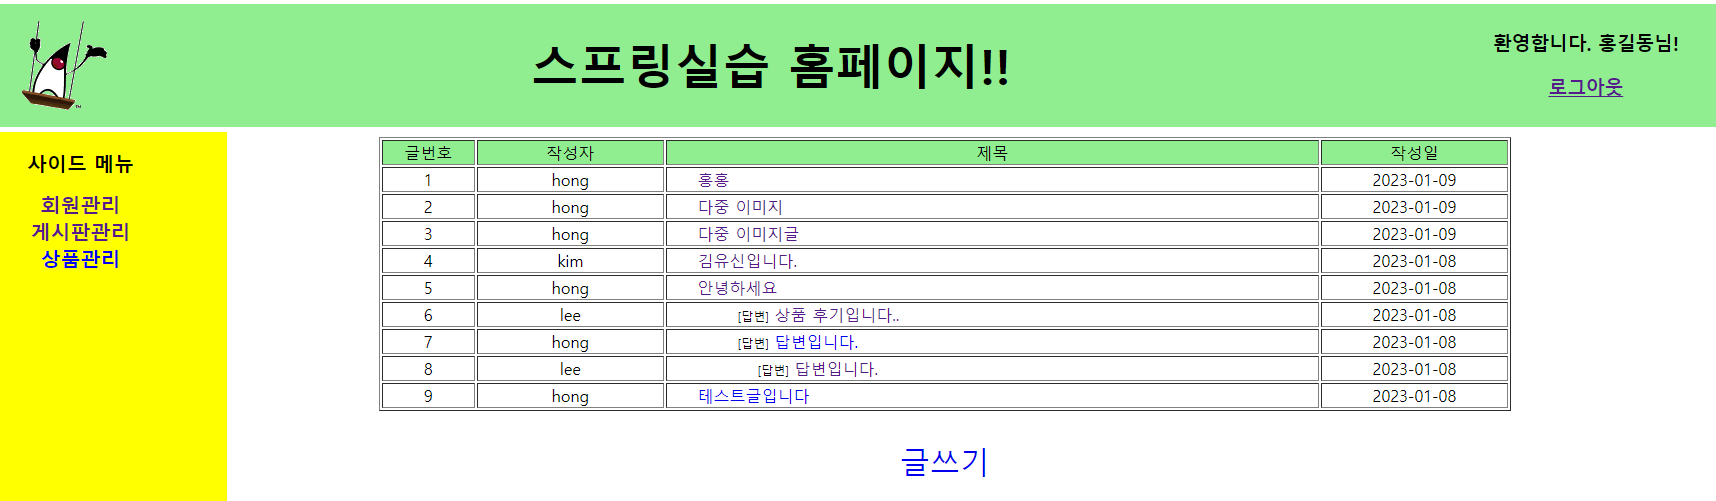 스프링실습 홈페이지!!
환영합니다. 홍길동님!
로그아웃
사이드 메뉴
회원관리
게시판관리
상품관리
글번호 작성자 제목 작성일
1 hong 홍홍 2023-01-09
2 hong 다중 이미지 2023-01-09
3 hong 다중 이미지글 2023-01-09
4 kim 김유신입니다. 2023-01-08
5 hong 안녕하세요 2023-01-08
6 lee [답변] 상품 후기입니다.. 2023-01-08
7 hong [답변] 답변입니다. 2023-01-08
8 lee [답변] 답변입니다. 2023-01-08
9 hong 테스트글입니다 2023-01-08
글쓰기